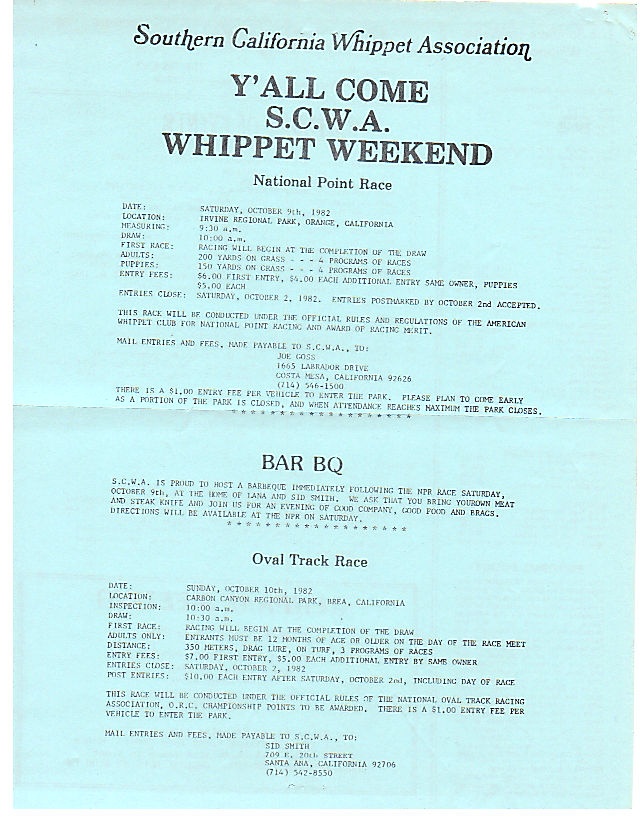 Southern California Whippet Association
Y'ALL COME
S.C.W.A.
WHIPPET WEEKEND
National Point Race
DATE: SATURDAY, OCTOBER 9th, 1982
LOCATION: IRVINE REGIONAL PARK, ORANGE, CALIFORNIA
MEASURING: 9:30 a.m.
DRAW: 10:00 a.m.
FIRST RACE: RACING WILL BEGIN AT THE COMPLETION OF THE DRAW
ADULTS: 200 YARDS ON GRASS - - - 4 PROGRAMS OF RACES
PUPPIES: 150 YARDS ON GRASS - - - 4 PROGRAMS OF RACES
ENTRY FEES: $6.00 FIRST ENTRY, $4.00 EACH ADDITIONAL ENTRY SAME OWNER, PUPPIES
$5.00 EACH
ENTRIES CLOSE: SATURDAY, OCTOBER 2, 1982. ENTRIES POSTMARKED BY OCTOBER 2nd ACCEPTED.
THIS RACE WILL BE CONDUCTED UNDER THE OFFICIAL RULES AND REGULATIONS OF THE AMERICAN
WHIPPET CLUB FOR NATIONAL POINT RACING AND AWARD OF RACING MERIT.
MAIL ENTRIES AND FEES, MADE PAYABLE TO S.C.W.A., TO:
JOE GOSS
1665 LABRADOR DRIVE
COSTA MESA, CALIFORNIA 92626
(714) 546-1500
THERE IS A $1.00 ENTRY FEE PER VEHICLE TO ENTER THE PARK. PLEASE PLAN TO COME EARLY
AS A PORTION OF THE PARK IS CLOSED, AND WHEN ATTENDANCE REACHES MAXIMUM THE PARK CLOSES.
* * * * * * * * * * * * * * * * * * *
BAR BQ
S.C.W.A. IS PROUD TO HOST A BARBEQUE IMMEDIATELY FOLLOWING THE NPR RACE SATURDAY,
OCTOBER 9th, AT THE HOME OF LANA AND SID SMITH. WE ASK THAT YOU BRING YOUROWN MEAT
AND STEAK KNIFE AND JOIN US FOR AN EVENING OF GOOD COMPANY, GOOD FOOD AND BRAGS.
DIRECTIONS WILL BE AVAILABLE AT THE NPR ON SATURDAY.
* * * * * * * * * * * * * * * * * * *
Oval Track Race
DATE: SUNDAY, OCTOBER 10th, 1982
LOCATION: CARBON CANYON REGIONAL PARK, BREA, CALIFORNIA
INSPECTION: 10:00 a.m.
DRAW: 10:30 a.m.
FIRST RACE: RACING WILL BEGIN AT THE COMPLETION OF THE DRAW
ADULTS ONLY: ENTRANTS MUST BE 12 MONTHS OF AGE OR OLDER ON THE DAY OF THE RACE MEET
DISTANCE: 350 METERS, DRAG LURE, ON TURF, 3 PROGRAMS OF RACES
ENTRY FEES: $7.00 FIRST ENTRY, $5.00 EACH ADDITIONAL ENTRY BY SAME OWNER
ENTRIES CLOSE: SATURDAY, OCTOBER 2, 1982
POST ENTRIES: $10.00 EACH ENTRY AFTER SATURDAY, OCTOBER 2nd, INCLUDING DAY OF RACE
THIS RACE WILL BE CONDUCTED UNDER THE OFFICIAL RULES OF THE NATIONAL OVAL TRACK RACING
ASSOCIATION, O.R.C. CHAMPIONSHIP POINTS TO BE AWARDED. THERE IS A $1.00 ENTRY FEE PER
VEHICLE TO ENTER THE PARK.
MAIL ENTRIES AND FEES, MADE PAYABLE TO S.C.W.A., TO:
SID SMITH
709 E. 20th STREET
SANTA ANA, CALIFORNIA 92706
(714) 542-8550